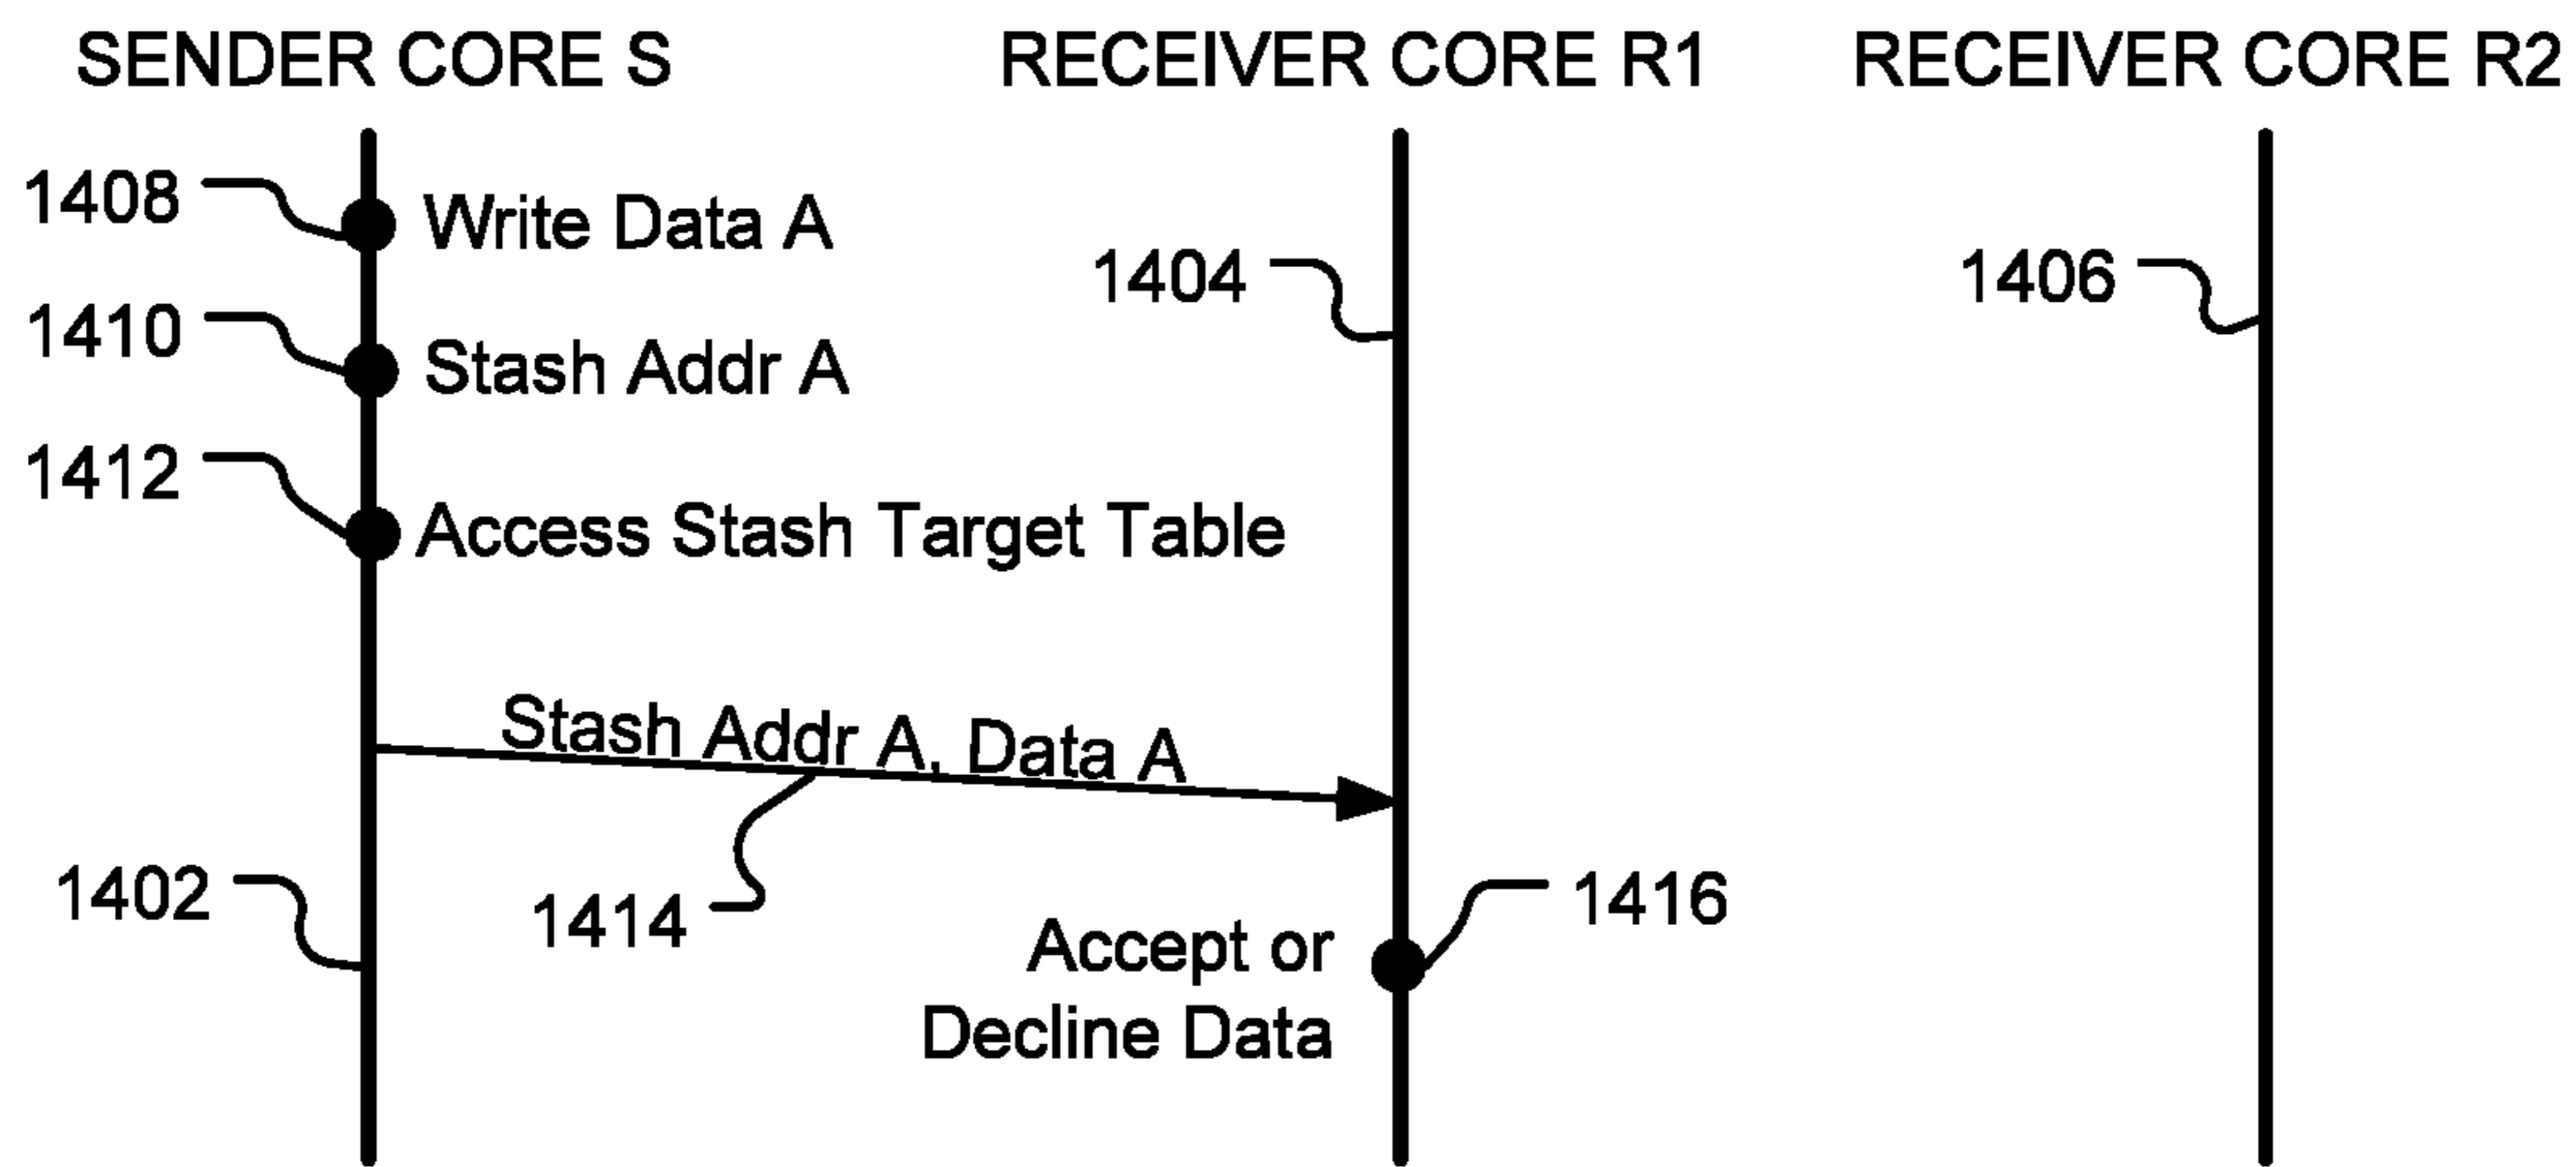 SENDER CORE S
RECEIVER CORE R1
RECEIVER CORE R2
1408
Write Data A
1404
1406
1410
Stash Addr A
1412
Access Stash Target Table
Stash Addr A, Data A
1402
1414
1416
Accept or
Decline Data